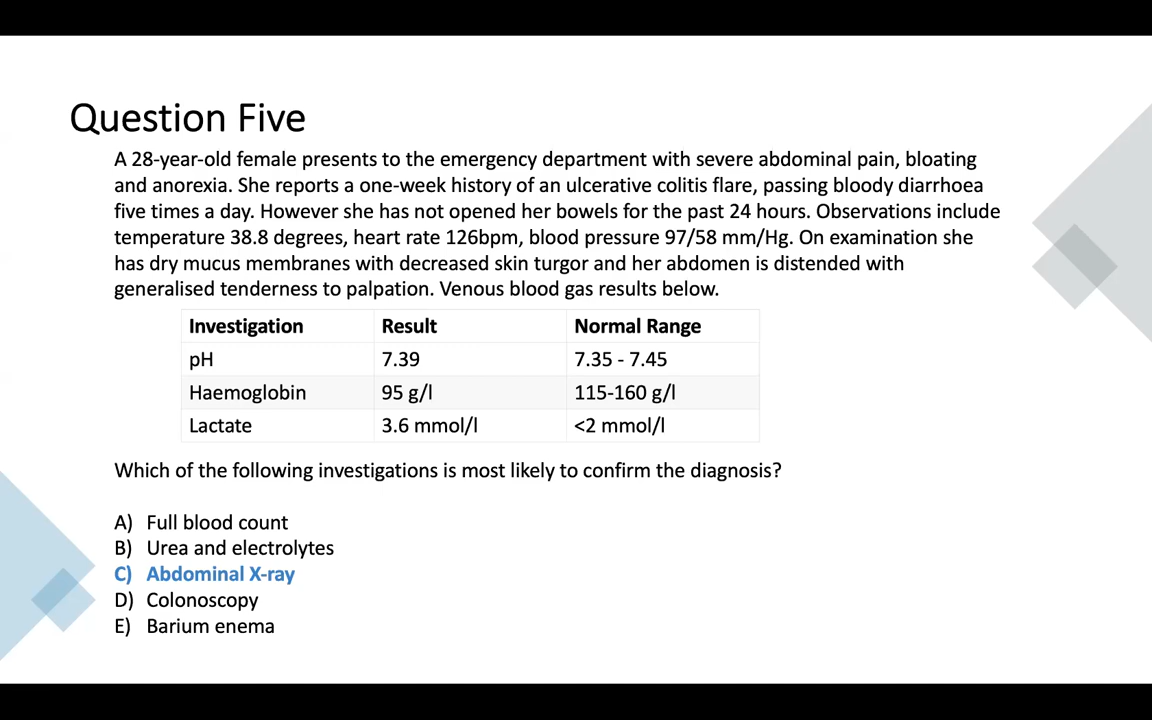 Question Five
A 28-year-old female presents to the emergency department with severe abdominal pain, bloating
and anorexia. She reports a one-week history of an ulcerative colitis flare, passing bloody diarrhoea
five times a day. However she has not opened her bowels for the past 24 hours. Observations include
temperature 38.8 degrees, heart rate 126bpm, blood pressure 97/58 mm/Hg. On examination she
has dry mucus membranes with decreased skin turgor and her abdomen is distended with
generalised tenderness to palpation. Venous blood gas results below.
Investigation Result Normal Range
pH 7.39 7.35 - 7.45
Haemoglobin 95 g/l 115-160 g/l
Lactate 3.6 mmol/l <2 mmol/l
Which of the following investigations is most likely to confirm the diagnosis?
A) Full blood count
B) Urea and electrolytes
C) Abdominal X-ray
D) Colonoscopy
E) Barium enema